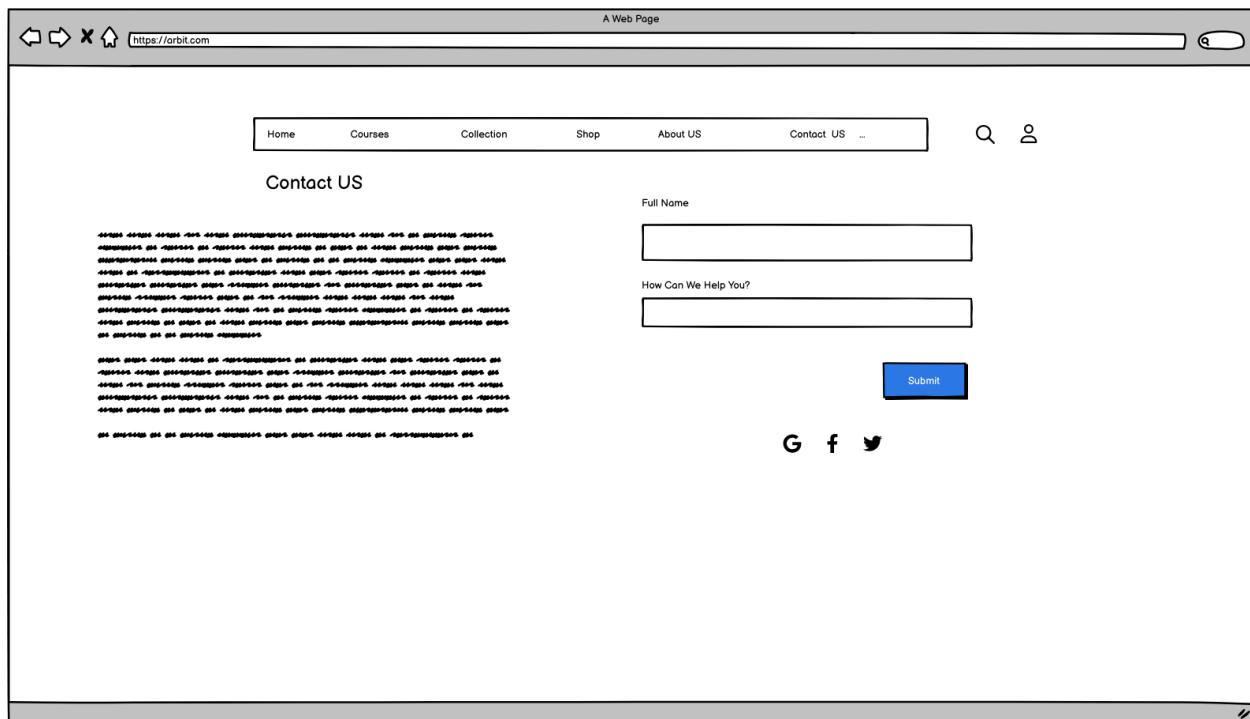 A Web Page
https://arbit.com
Home Courses Collection Shop About US Contact US ...
Contact US
Full Name
How Can We Help You?
Submit